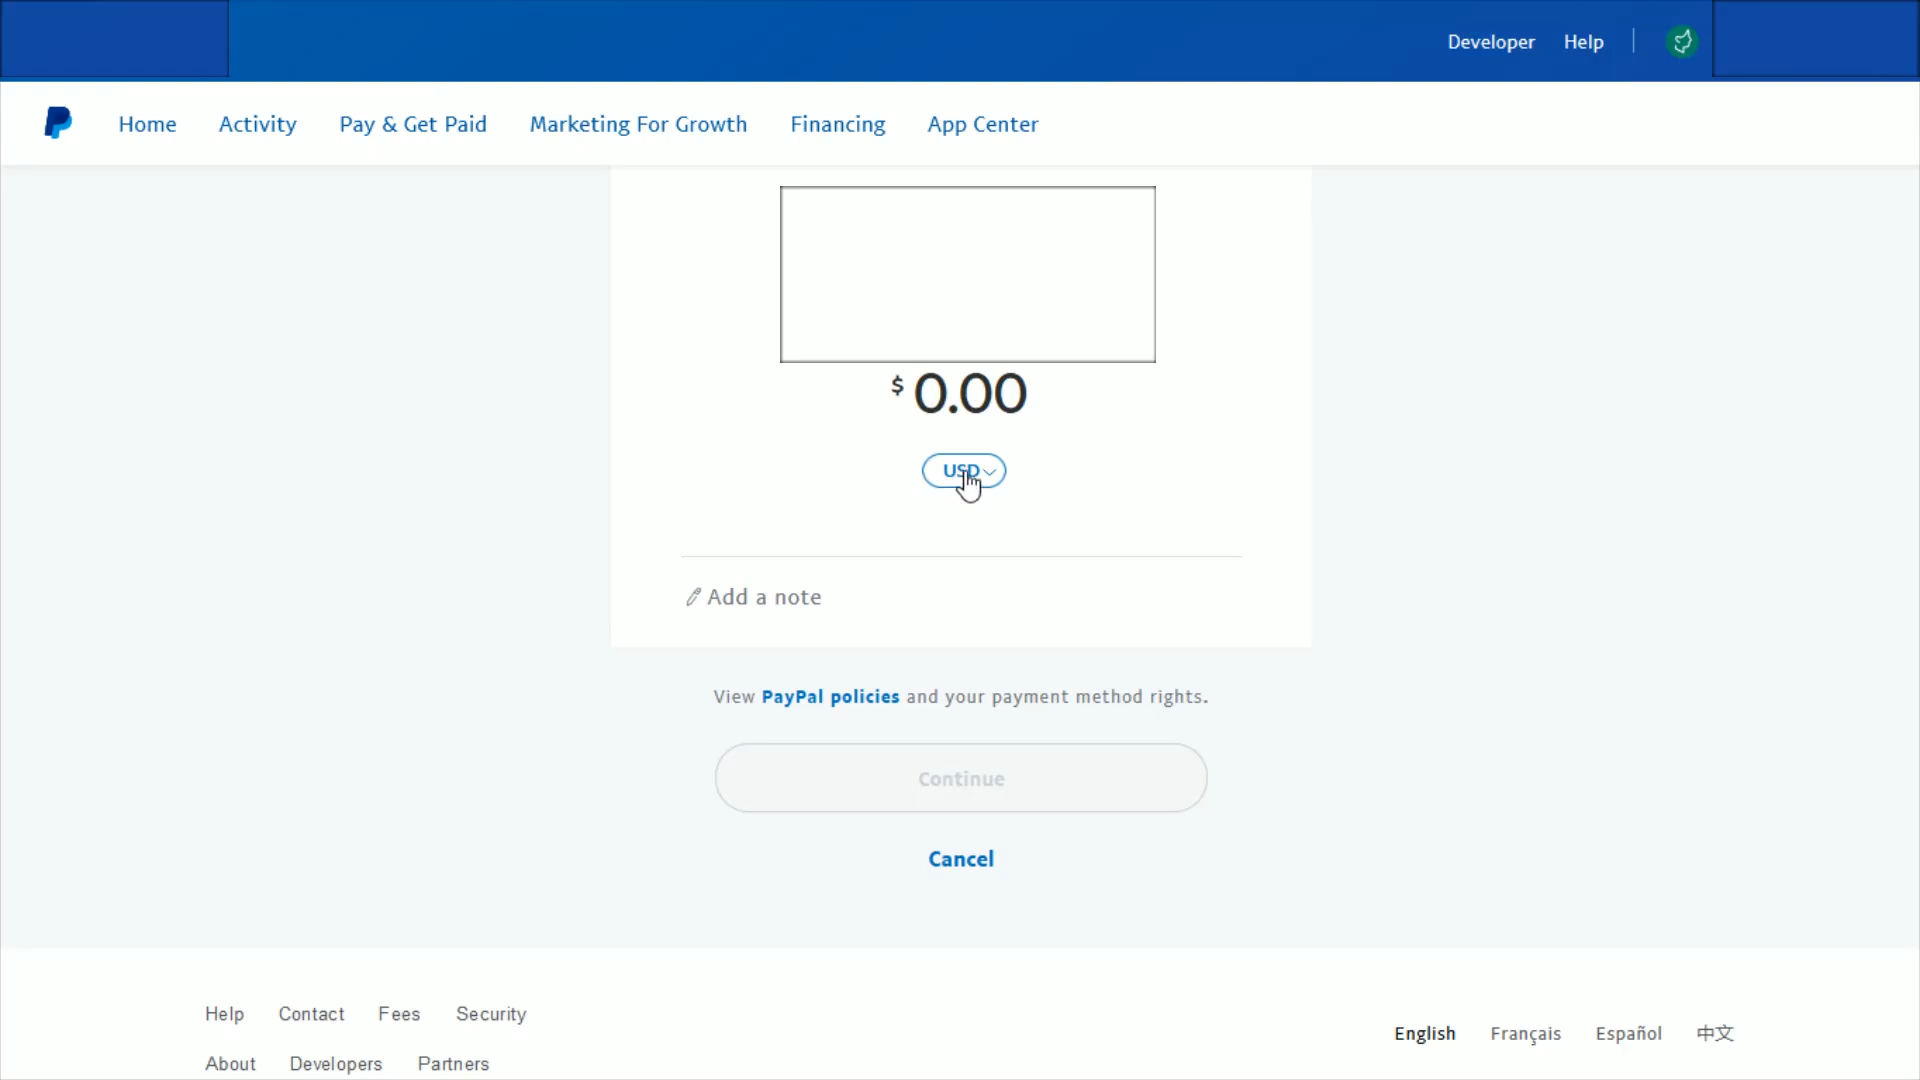 Developer Help
Home Activity Pay & Get Paid Marketing For Growth Financing App Center
$ 0.00
USD
Add a note
View PayPal policies and your payment method rights.
Continue
Cancel
Help Contact Fees Security
English Français Español 中文
About Developers Partners